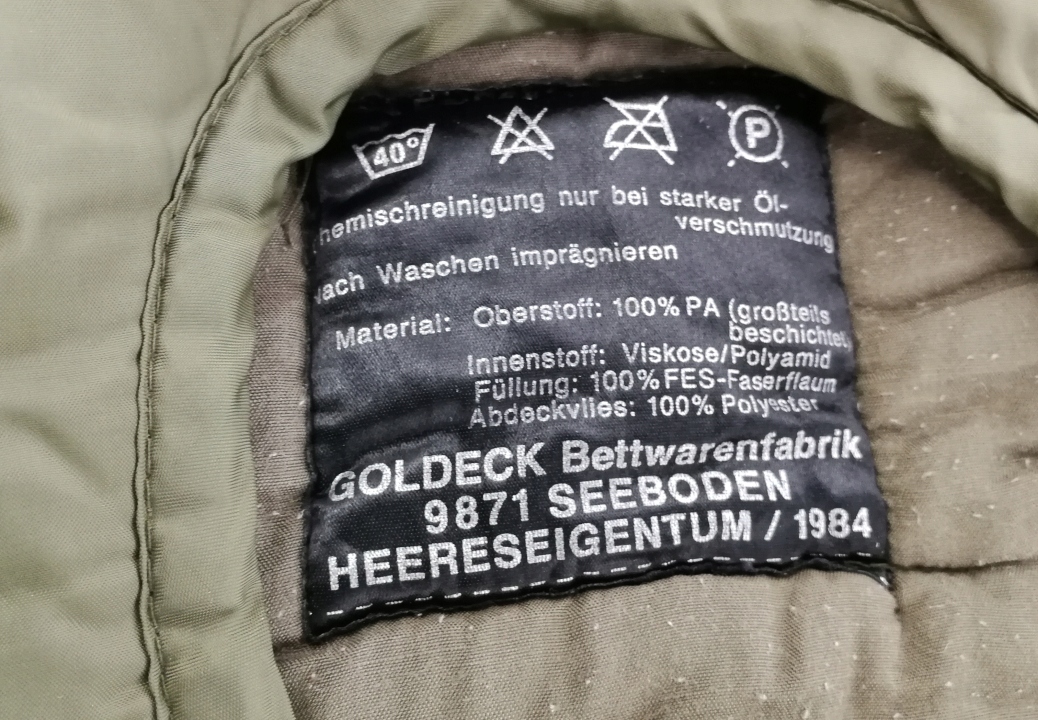 40°
P
hemischreinigung nur bei starker Öl-
verschmutzung
Nach Waschen imprägnieren
Material: Oberstoff: 100% PA (großteils
beschichtet)
Innenstoff: Viskose/Polyamid
Füllung: 100% FES-Faserflaum
Abdeckvlies: 100% Polyester
GOLDECK Bettwarenfabrik
9871 SEEBODEN
HEERESEIGENTUM / 1984